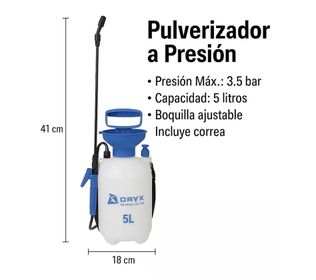 Pulverizador
a Presión
• Presión Máx.: 3.5 bar
• Capacidad: 5 litros
• Boquilla ajustable
Incluye correa
41 cm
ORYX
5L
18 cm